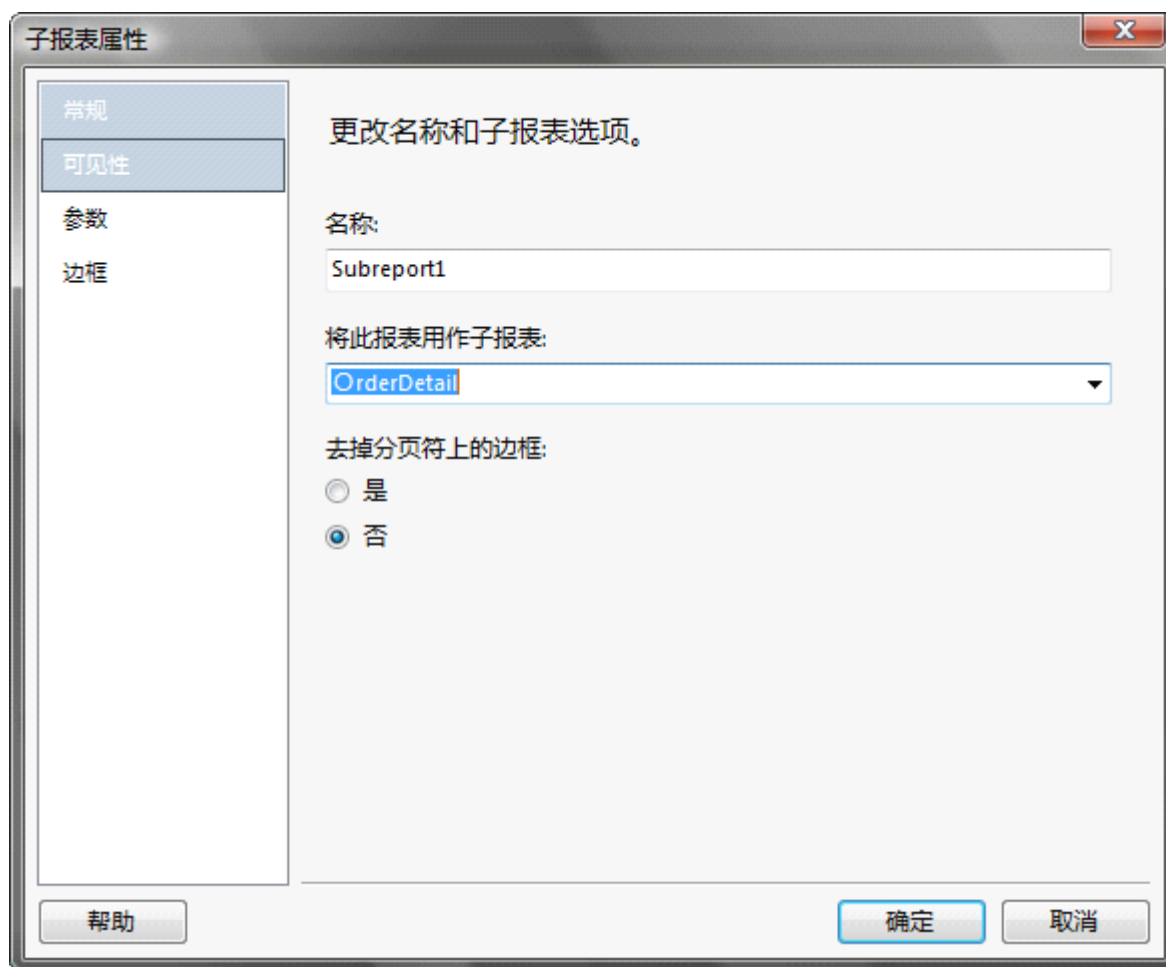 子报表属性
常规
可见性
参数
边框
更改名称和子报表选项。
名称:
Subreport1
将此报表用作子报表:
OrderDetail
去掉分页符上的边框:
是
否
帮助
确定
取消